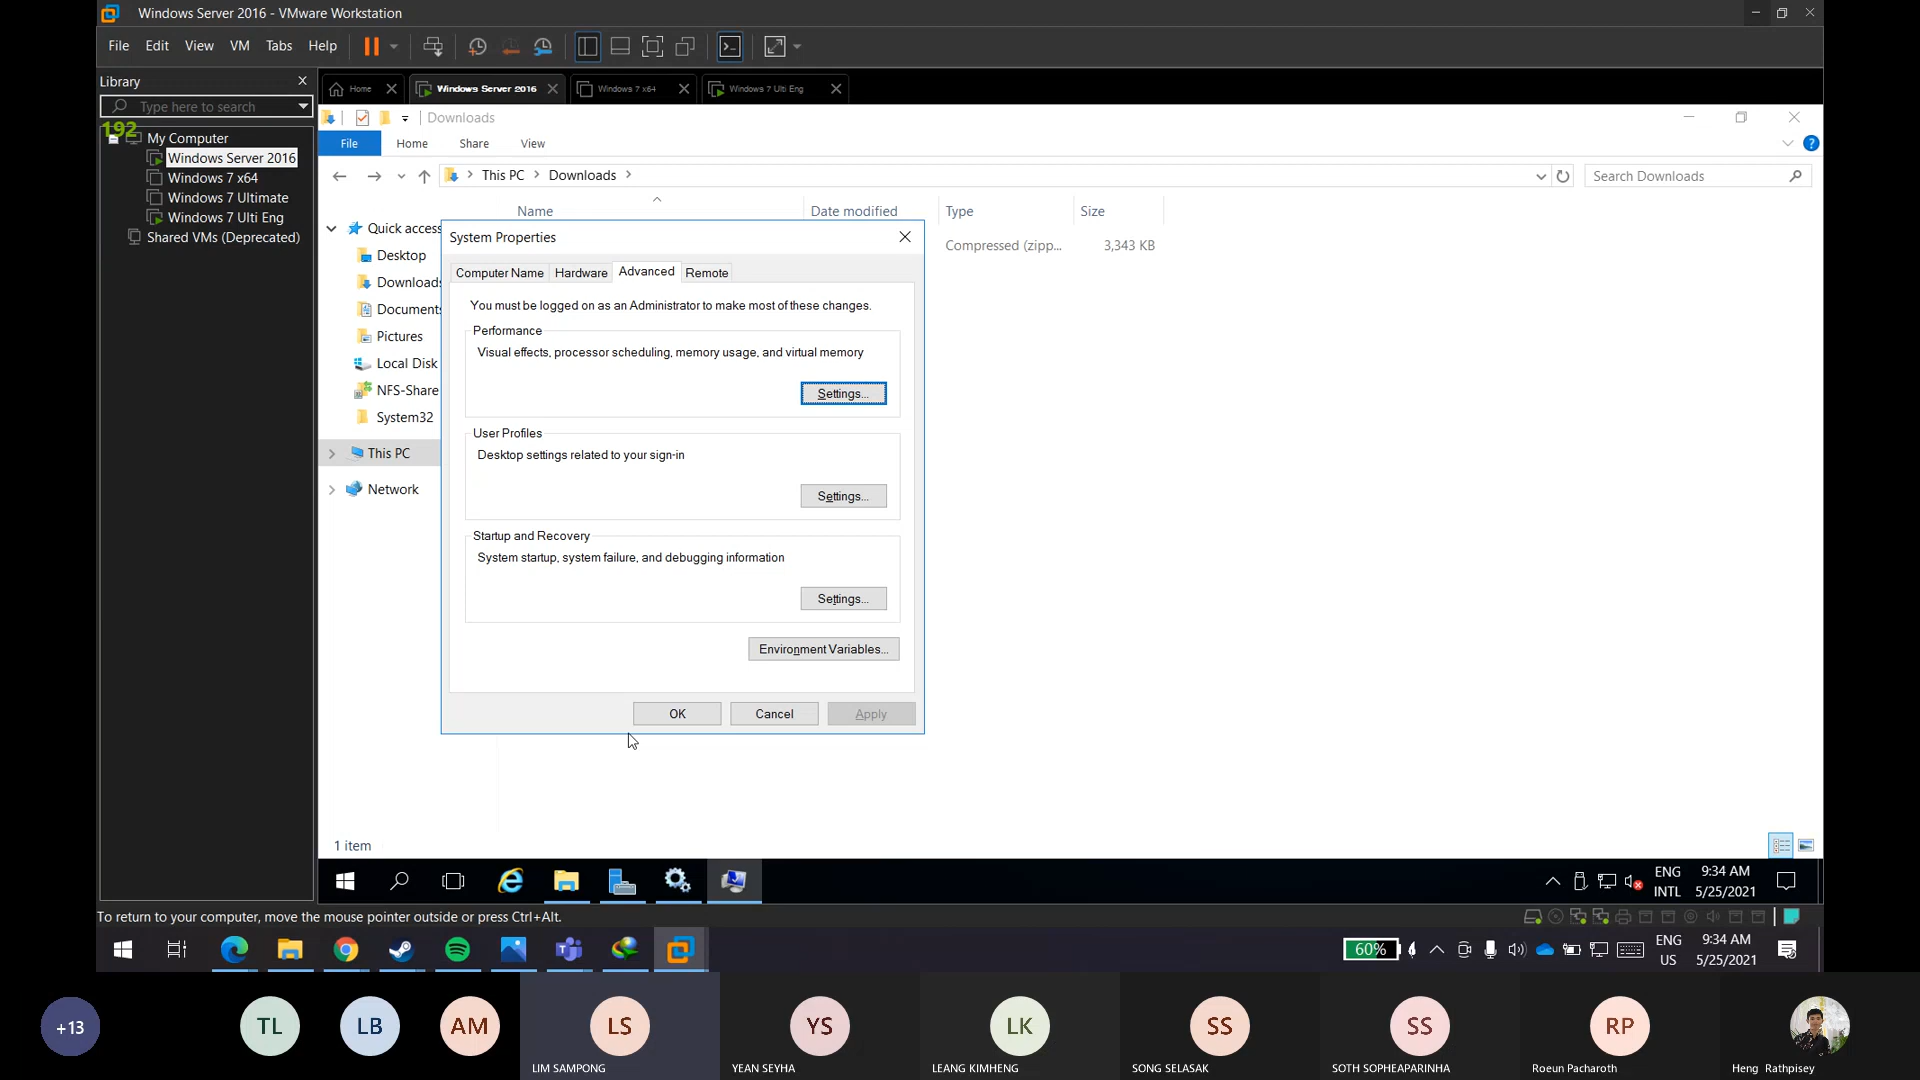 Windows Server 2016 - VMware Workstation
File Edit View VM Tabs Help
Library
Type here to search
192
My Computer
Windows Server 2016
Windows 7 x64
Windows 7 Ultimate
Windows 7 Ulti Eng
Shared VMs (Deprecated)
Home Windows Server 2016 Windows 7 x64 Windows 7 Ulti Eng
Downloads
File Home Share View
This PC Downloads
Search Downloads
Name Date modified Type Size
Compressed (zipp... 3,343 KB
Quick access
Desktop
Downloads
Documents
Pictures
Local Disk
NFS-Share
System32
This PC
Network
System Properties
Computer Name Hardware Advanced Remote
You must be logged on as an Administrator to make most of these changes.
Performance
Visual effects, processor scheduling, memory usage, and virtual memory
Settings...
User Profiles
Desktop settings related to your sign-in
Settings...
Startup and Recovery
System startup, system failure, and debugging information
Settings...
Environment Variables...
OK Cancel Apply
1 item
ENG
INTL
9:34 AM
5/25/2021
To return to your computer, move the mouse pointer outside or press Ctrl+Alt.
60%
ENG
US
9:34 AM
5/25/2021
+13
TL
LB
AM
LS
LIM SAMPONG
YS
YEAN SEYHA
LK
LEANG KIMHENG
SS
SONG SELASAK
SS
SOTH SOPHEAPARINHA
RP
Roeun Pacharoth
Heng Rathpisey